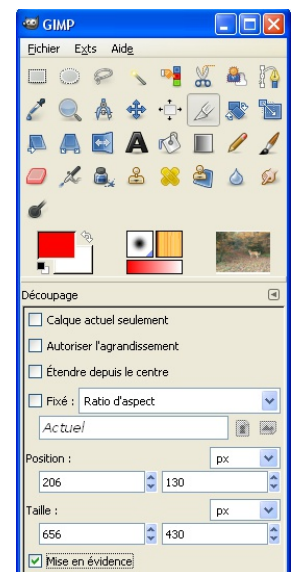 GIMP
Fichier Exts Aide
Découpage
Calque actuel seulement
Autoriser l'agrandissement
Étendre depuis le centre
Fixé : Ratio d'aspect
Actuel
Position : px
206 130
Taille : px
656 430
Mise en évidence